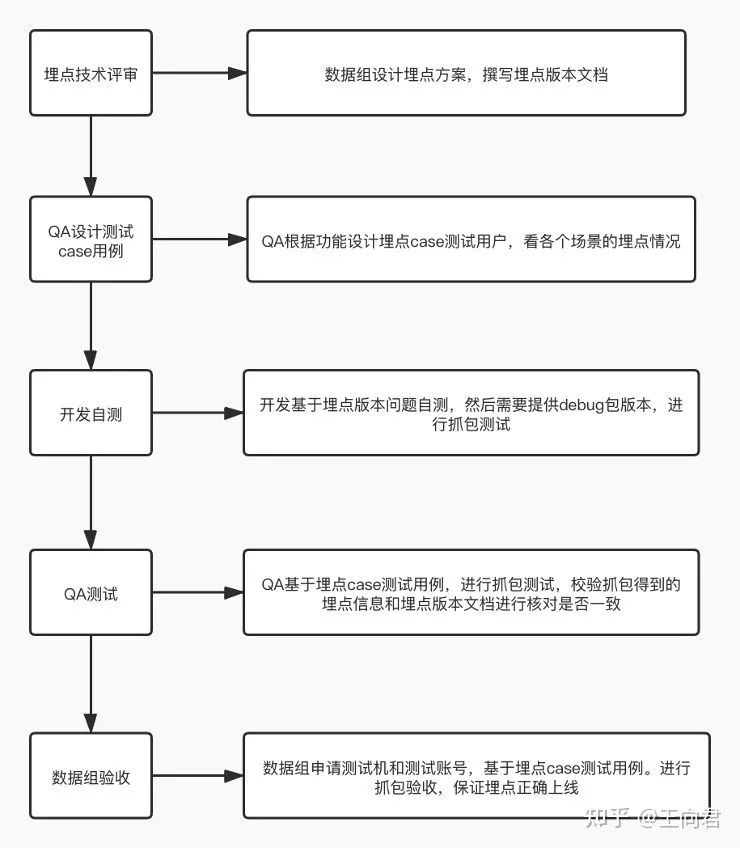 埋点技术评审
数据组设计埋点方案，撰写埋点版本文档
QA设计测试
case用例
QA根据功能设计埋点case测试用户，看各个场景的埋点情况
开发自测
开发基于埋点版本问题自测，然后需要提供debug包版本，进
行抓包测试
QA测试
QA基于埋点case测试用例，进行抓包测试，校验抓包得到的
埋点信息和埋点版本文档进行核对是否一致
数据组验收
数据组申请测试机和测试账号，基于埋点case测试用例。进行
抓包验收，保证埋点正确上线
知乎 @王向君